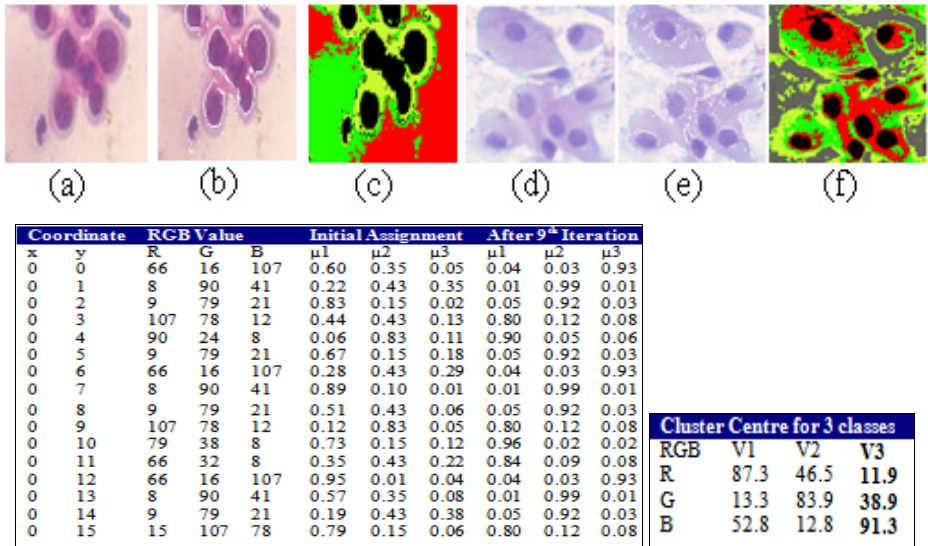 (a) (b) (c) (d) (e) (f)
Coordinate RGB Value Initial Assignment After 9th Iteration
x y R G B µ1 µ2 µ3 µ1 µ2 µ3
0 0 66 16 107 0.60 0.35 0.05 0.04 0.03 0.93
0 1 8 90 41 0.22 0.43 0.35 0.01 0.99 0.01
0 2 9 79 21 0.83 0.15 0.02 0.05 0.92 0.03
0 3 107 78 12 0.44 0.43 0.13 0.80 0.12 0.08
0 4 90 24 8 0.06 0.83 0.11 0.90 0.05 0.06
0 5 9 79 21 0.67 0.15 0.18 0.05 0.92 0.03
0 6 66 16 107 0.28 0.43 0.29 0.04 0.03 0.93
0 7 8 90 41 0.89 0.10 0.01 0.01 0.99 0.01
0 8 9 79 21 0.51 0.43 0.06 0.05 0.92 0.03
0 9 107 78 12 0.12 0.83 0.05 0.80 0.12 0.08
0 10 79 38 8 0.73 0.15 0.12 0.96 0.02 0.02
0 11 66 32 8 0.35 0.43 0.22 0.84 0.09 0.08
0 12 66 16 107 0.95 0.01 0.04 0.04 0.03 0.93
0 13 8 90 41 0.57 0.35 0.08 0.01 0.99 0.01
0 14 9 79 21 0.19 0.43 0.38 0.05 0.92 0.03
0 15 15 107 78 0.79 0.15 0.06 0.80 0.12 0.08
Cluster Centre for 3 classes
RGB V1 V2 V3
R 87.3 46.5 11.9
G 13.3 83.9 38.9
B 52.8 12.8 91.3